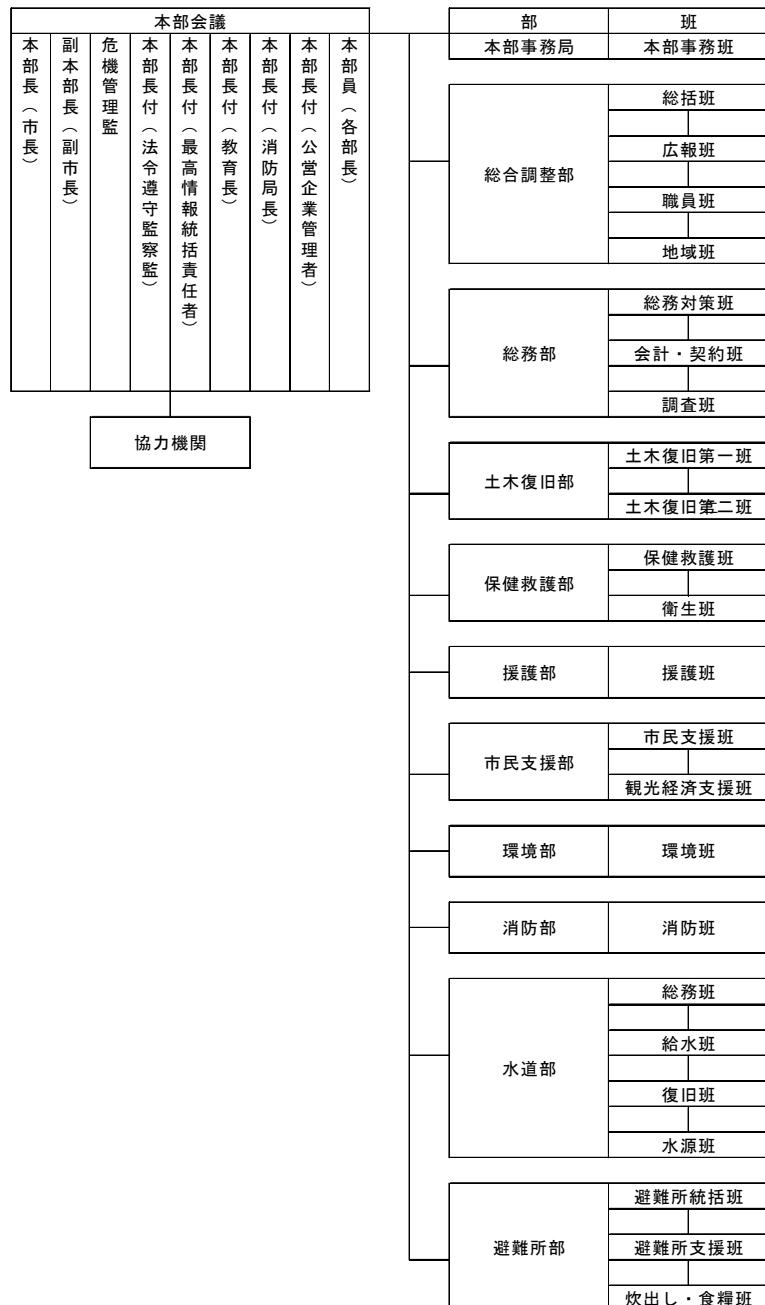 本部会議
本部長（市長）
副本部長（副市長）
危機管理監
本部長付（法令遵守監察監）
本部長付（最高情報統括責任者）
本部長付（教育長）
本部長付（消防局長）
本部長付（公営企業管理者）
本部員（各部長）
協力機関
部 班
本部事務局 本部事務班
総合調整部
総括班
広報班
職員班
地域班
総務部
総務対策班
会計・契約班
調査班
土木復旧部
土木復旧第一班
土木復旧第二班
保健救護部
保健救護班
衛生班
援護部 援護班
市民支援部
市民支援班
観光経済支援班
環境部 環境班
消防部 消防班
水道部
総務班
給水班
復旧班
水源班
避難所部
避難所統括班
避難所支援班
炊出し・食糧班